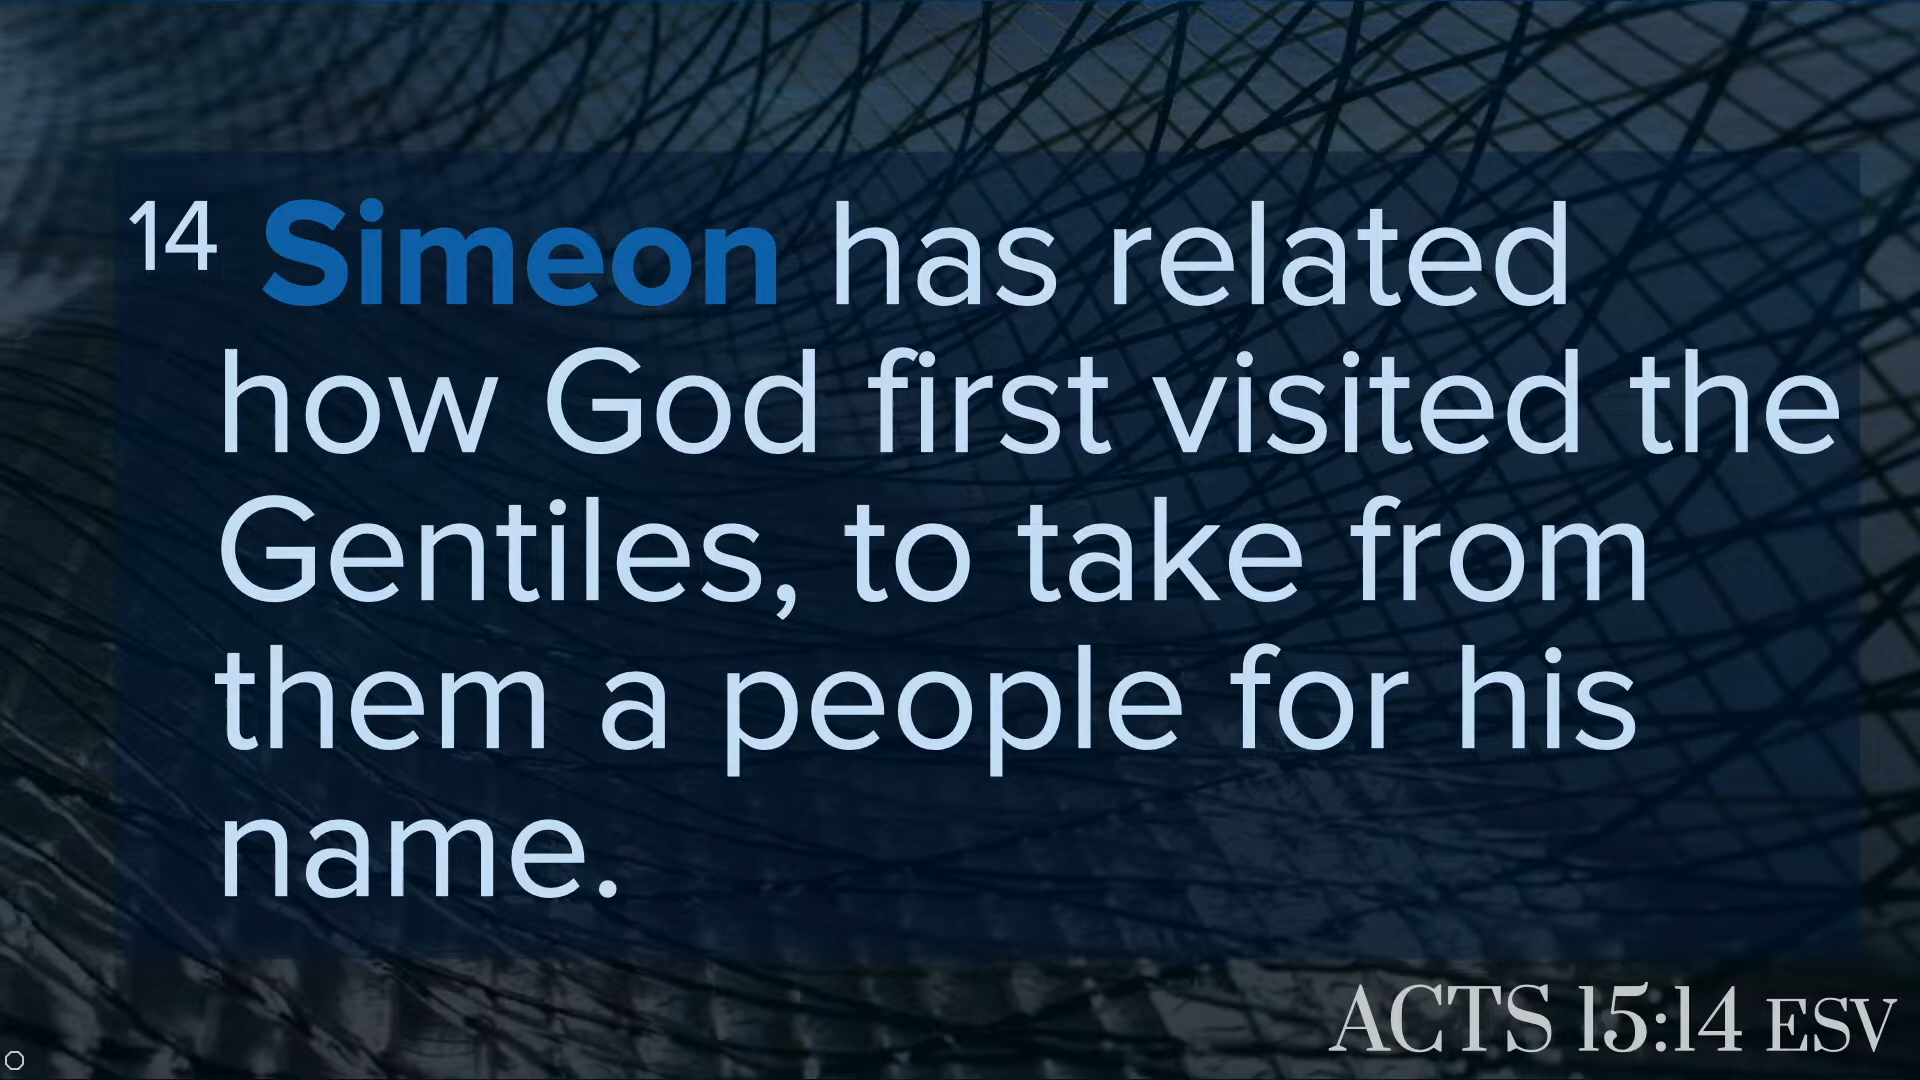 14 Simeon has related
how God first visited the
Gentiles, to take from
them a people for his
name.
ACTS 15:14 ESV